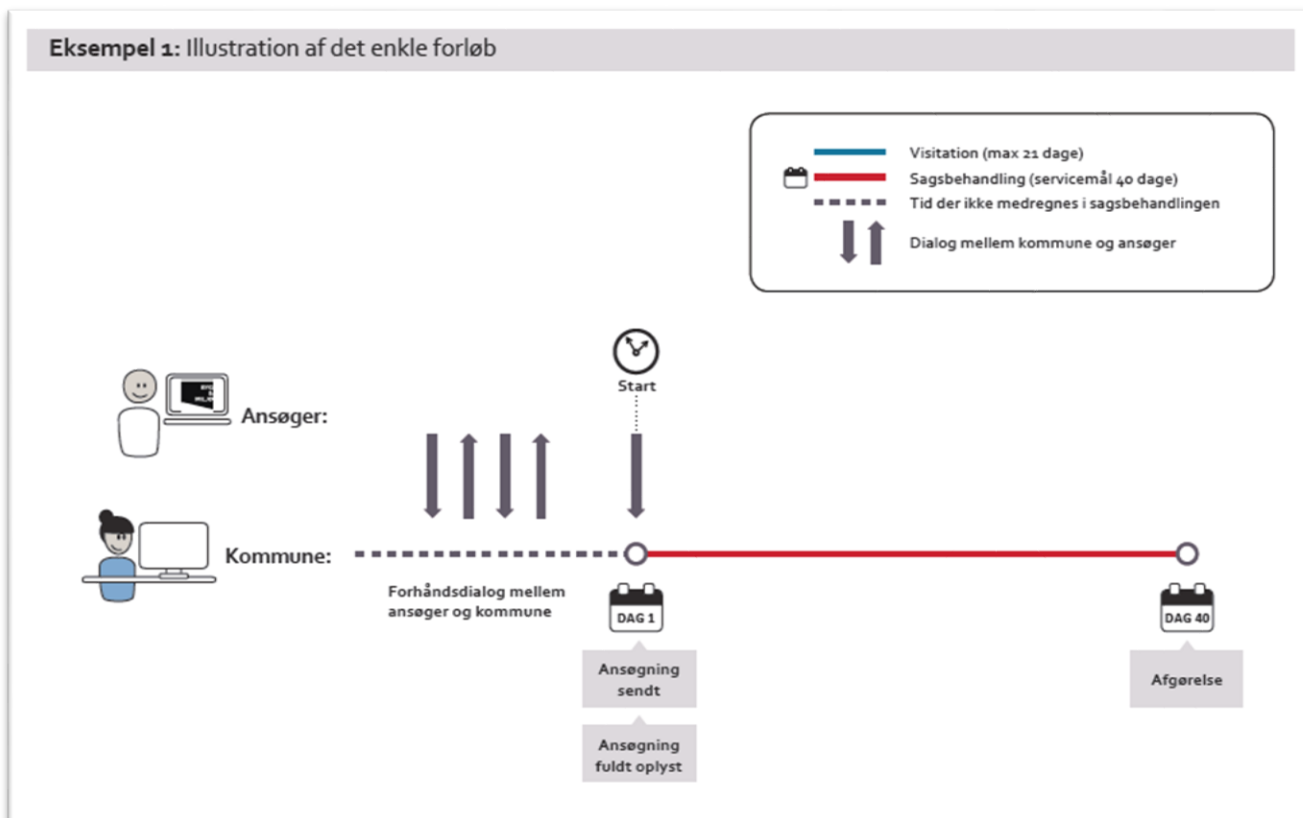 Eksempel 1: Illustration af det enkle forløb
Visitation (max 21 dage)
Sagsbehandling (servicemål 40 dage)
Tid der ikke medregnes i sagsbehandlingen
Dialog mellem kommune og ansøger
Start
Ansøger:
Kommune:
Forhåndsdialog mellem
ansøger og kommune
DAG 1
DAG 40
Ansøgning
sendt
Afgørelse
Ansøgning
fuldt oplyst